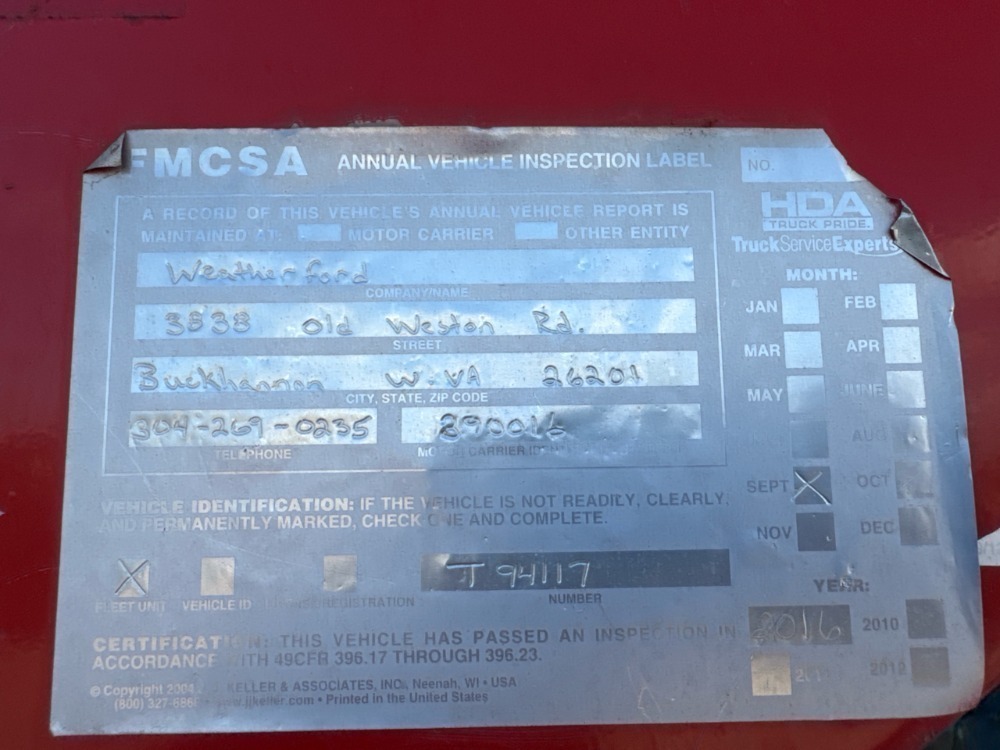 FMCSA ANNUAL VEHICLE INSPECTION LABEL NO.
HDA
TRUCK PRIDE
TruckServiceExperts
A RECORD OF THIS VEHICLE'S ANNUAL VEHICLE REPORT IS
MAINTAINED AT: MOTOR CARRIER OTHER ENTITY
Weatherford
COMPANY NAME
3838 Old Weston Rd.
STREET
Buckhannon W.VA 26201
CITY, STATE, ZIP CODE
304-269-0235 890016
TELEPHONE MOTOR CARRIER
MONTH:
JAN FEB
MAR APR
MAY JUNE
AUG
SEPT X OCT
NOV DEC
VEHICLE IDENTIFICATION: IF THE VEHICLE IS NOT READILY, CLEARLY,
AND PERMANENTLY MARKED, CHECK ONE AND COMPLETE.
X T 94117
FLEET UNIT VEHICLE ID REGISTRATION NUMBER
YEAR:
2016 2010
2012
CERTIFICATION: THIS VEHICLE HAS PASSED AN INSPECTION IN
ACCORDANCE WITH 49CFR 396.17 THROUGH 396.23.
© Copyright 2004 J. KELLER & ASSOCIATES, INC., Neenah, WI • USA
(800) 327-686 • www.jjkeller.com • Printed in the United States